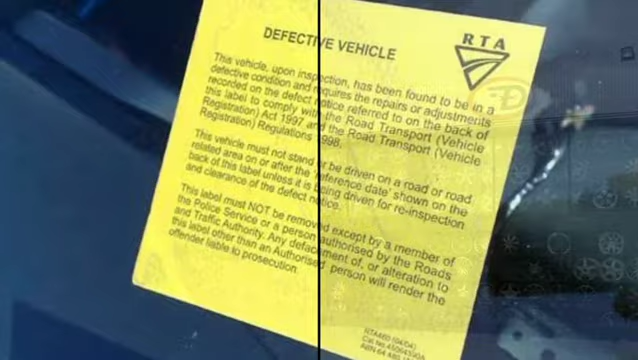 DEFECTIVE VEHICLE
RTA
This vehicle, upon inspection, has been found to be in a
defective condition and requires the repairs or adjustments
recorded on the defect notice referred to on the back of
this label to comply with the Road Transport (Vehicle
Registration) Act 1997 and the Road Transport (Vehicle
Registration) Regulations 1998.
This vehicle must not stand or be driven on a road or road
related area on or after the 'reference date' shown on the
back of this label unless it is being driven for re-inspection
and clearance of the defect notice.
This label must NOT be removed except by a member of
the Police Service or a person authorised by the Roads
and Traffic Authority. Any defacement of, or alteration to
this label other than an Authorised person will render the
offender liable to prosecution
(04/04)
Cat No.
ABN 64 480